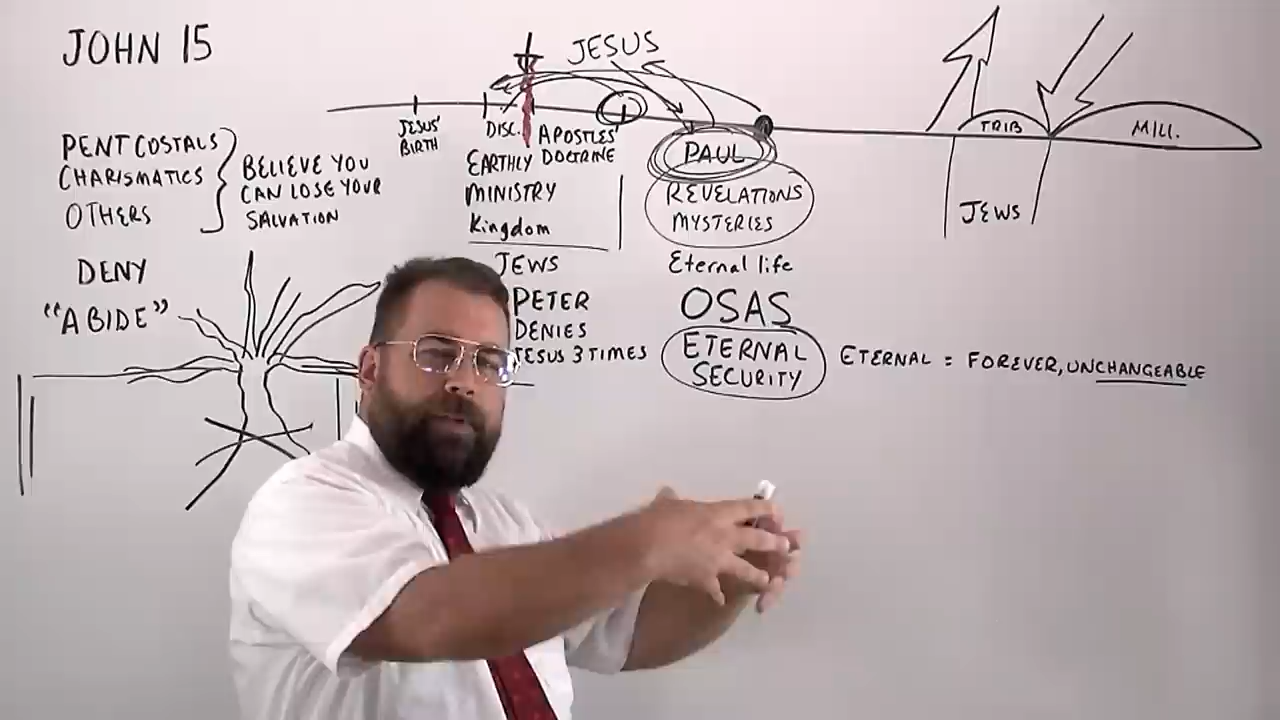 JOHN 15
JESUS
JESUS'
BIRTH
DISC.
APOSTLES'
DOCTRINE
EARTHLY
MINISTRY
Kingdom
JEWS
PETER
DENIES
JESUS 3 TIMES
PENTCOSTALS
CHARISMATICS
OTHERS
BELIEVE YOU
CAN LOSE YOUR
SALVATION
DENY
"ABIDE"
PAUL
REVELATIONS
MYSTERIES
Eternal life
OSAS
ETERNAL
SECURITY
ETERNAL = FOREVER, UNCHANGEABLE
TRIB
MILL.
JEWS